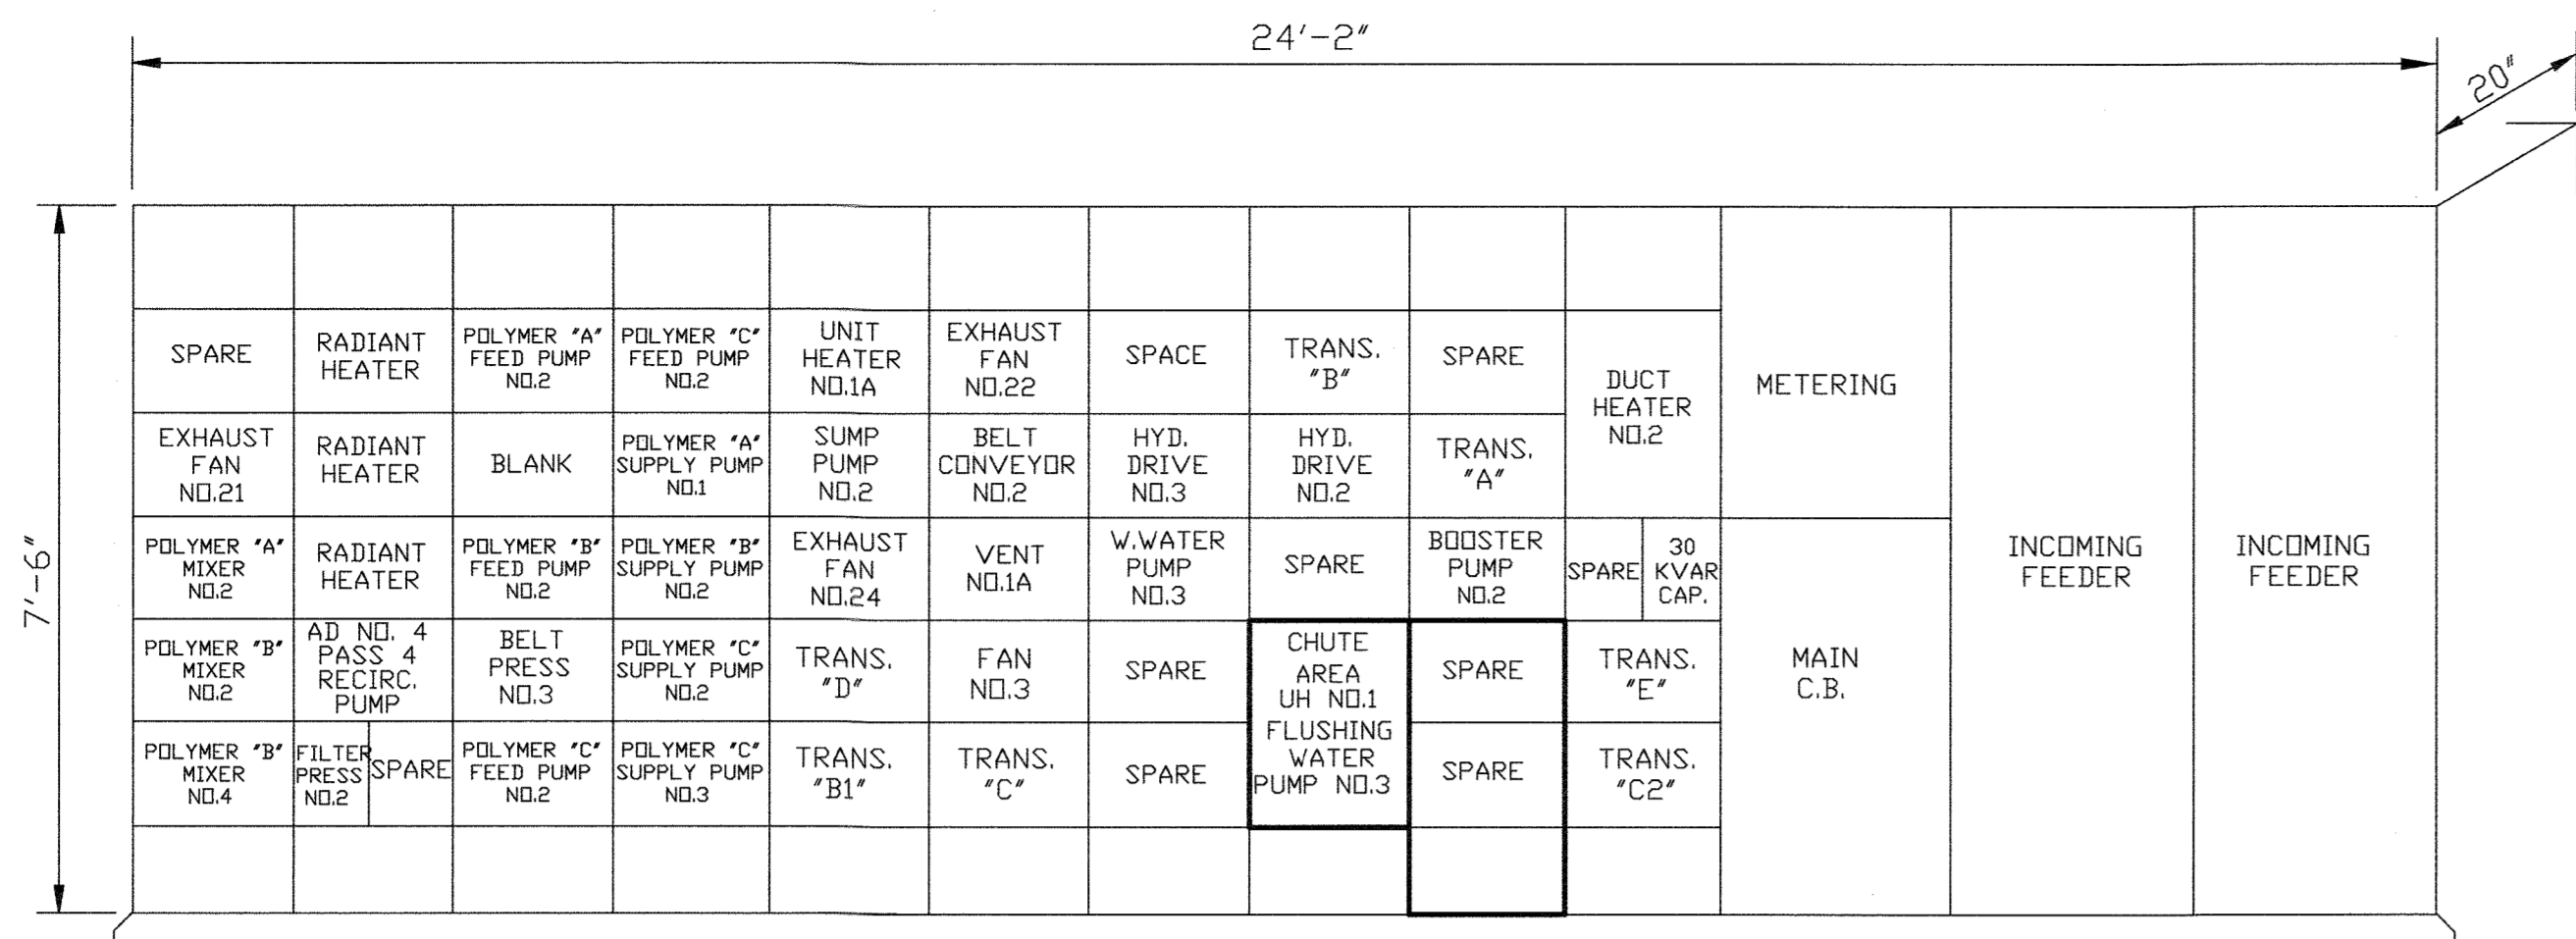 24'-2"
20"
7'-6"
SPARE
RADIANT
HEATER
POLYMER "A"
FEED PUMP
NO.2
POLYMER "C"
FEED PUMP
NO.2
UNIT
HEATER
NO.1A
EXHAUST
FAN
NO.22
SPACE
TRANS.
"B"
SPARE
DUCT
HEATER
NO.2
METERING
EXHAUST
FAN
NO.21
RADIANT
HEATER
BLANK
POLYMER "A"
SUPPLY PUMP
NO.1
SUMP
PUMP
NO.2
BELT
CONVEYOR
NO.2
HYD.
DRIVE
NO.3
HYD.
DRIVE
NO.2
TRANS.
"A"
POLYMER "A"
MIXER
NO.2
RADIANT
HEATER
POLYMER "B"
FEED PUMP
NO.2
POLYMER "B"
SUPPLY PUMP
NO.2
EXHAUST
FAN
NO.24
VENT
NO.1A
W.WATER
PUMP
NO.3
SPARE
BOOSTER
PUMP
NO.2
SPARE
30
KVAR
CAP.
INCOMING
FEEDER
INCOMING
FEEDER
POLYMER "B"
MIXER
NO.2
AD NO. 4
PASS 4
RECIRC.
PUMP
BELT
PRESS
NO.3
POLYMER "C"
SUPPLY PUMP
NO.2
TRANS.
"D"
FAN
NO.3
SPARE
CHUTE
AREA
UH NO.1
FLUSHING
WATER
PUMP NO.3
SPARE
TRANS.
"E"
MAIN
C.B.
POLYMER "B"
MIXER
NO.4
FILTER
PRESS
NO.2
SPARE
POLYMER "C"
FEED PUMP
NO.2
POLYMER "C"
SUPPLY PUMP
NO.3
TRANS.
"B1"
TRANS.
"C"
SPARE
SPARE
TRANS.
"C2"